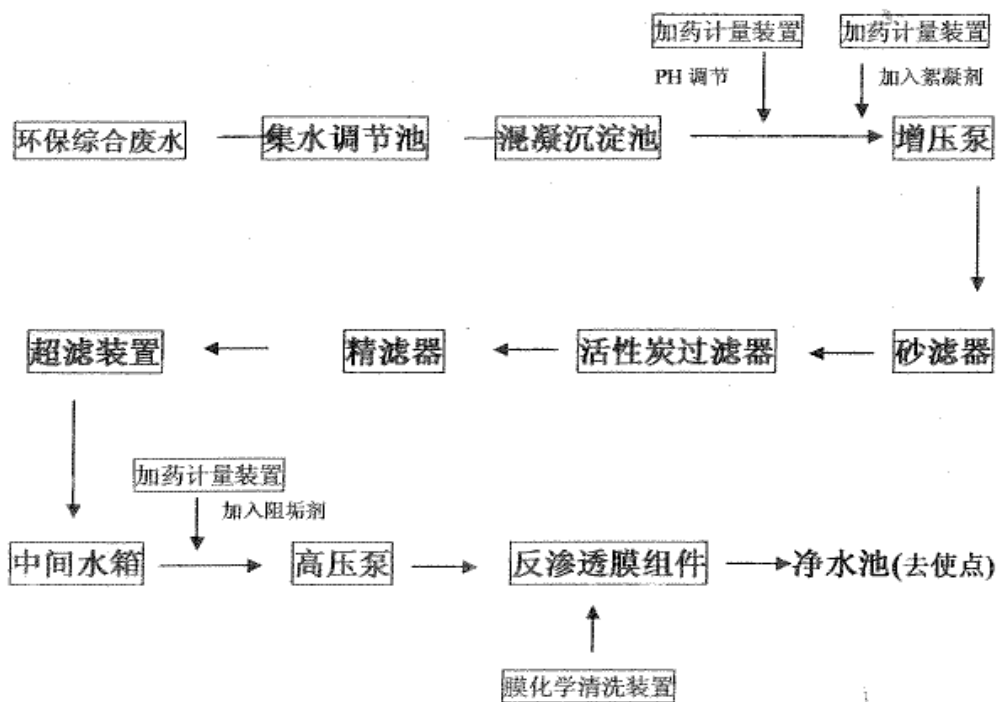 加药计量装置 加药计量装置
PH 调节 加入絮凝剂
环保综合废水 集水调节池 混凝沉淀池 增压泵
超滤装置 精滤器 活性炭过滤器 砂滤器
加药计量装置
加入阻垢剂
中间水箱 高压泵 反渗透膜组件 净水池(去使点)
膜化学清洗装置